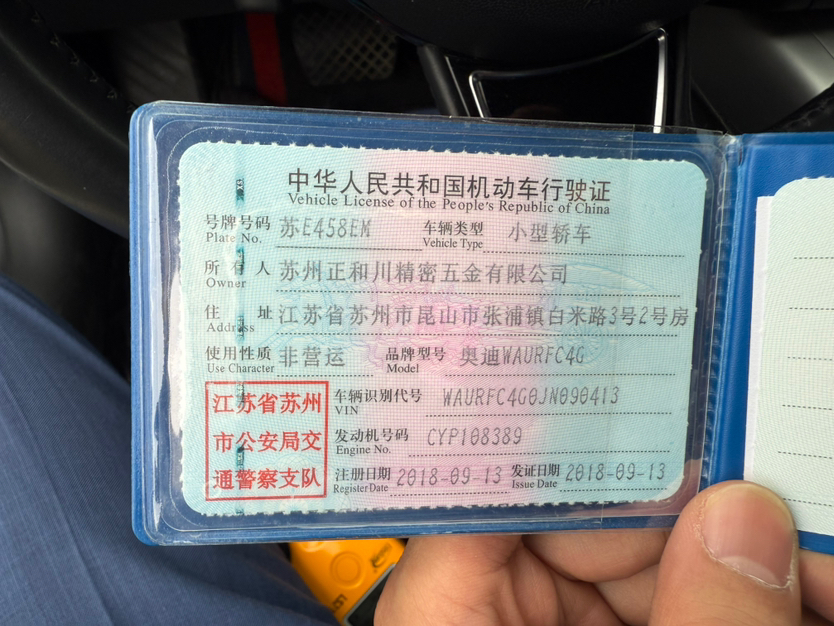 中华人民共和国机动车行驶证
Vehicle License of the People's Republic of China
号牌号码 苏E458EM 车辆类型 小型轿车
Plate No. Vehicle Type
所有人 苏州正和川精密五金有限公司
Owner
住址 江苏省苏州市昆山市张浦镇白米路3号2号房
Address
使用性质 非营运 品牌型号 奥迪WAURFC4G
Use Character Model
江苏省苏州
市公安局交
通警察支队
车辆识别代号 WAURFC4G0JN090413
VIN
发动机号码 CYP108389
Engine No.
注册日期 2018-09-13 发证日期 2018-09-13
Register Date Issue Date